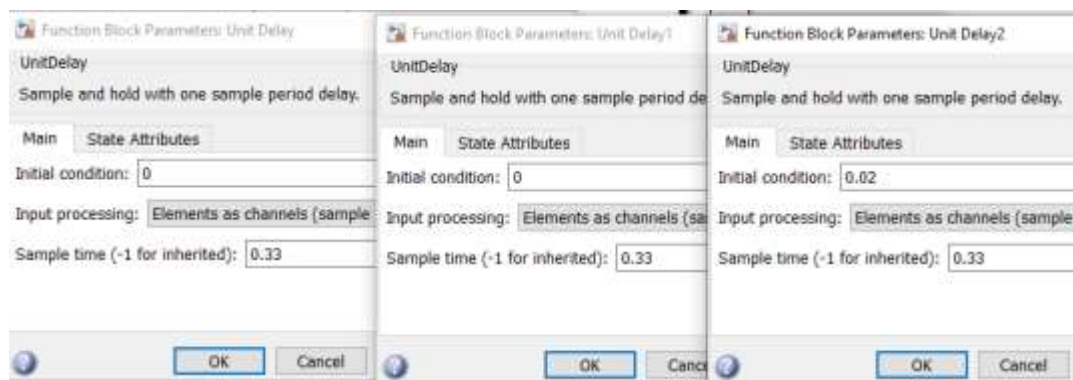 Function Block Parameters: Unit Delay
UnitDelay
Sample and hold with one sample period delay.
Main State Attributes
Initial condition: 0
Input processing: Elements as channels (sample
Sample time (-1 for inherited): 0.33
OK Cancel
Function Block Parameters: Unit Delay1
UnitDelay
Sample and hold with one sample period de
Main State Attributes
Initial condition: 0
Input processing: Elements as channels (sa
Sample time (-1 for inherited): 0.33
OK Cance
Function Block Parameters: Unit Delay2
UnitDelay
Sample and hold with one sample period delay.
Main State Attributes
Initial condition: 0.02
Input processing: Elements as channels (sample
Sample time (-1 for inherited): 0.33
OK Cancel